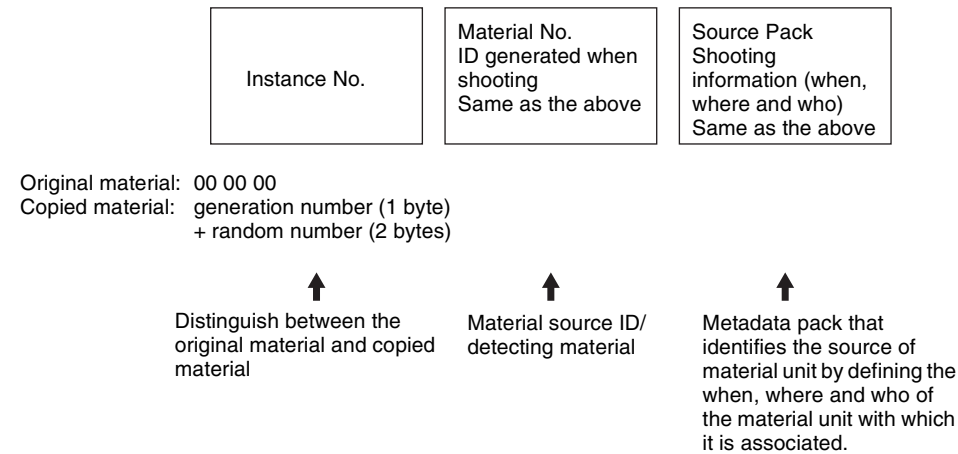 Instance No.
Material No.
ID generated when
shooting
Same as the above
Source Pack
Shooting
information (when,
where and who)
Same as the above
Original material: 00 00 00
Copied material: generation number (1 byte)
+ random number (2 bytes)
Distinguish between the
original material and copied
material
Material source ID/
detecting material
Metadata pack that
identifies the source of
material unit by defining the
when, where and who of
the material unit with which
it is associated.